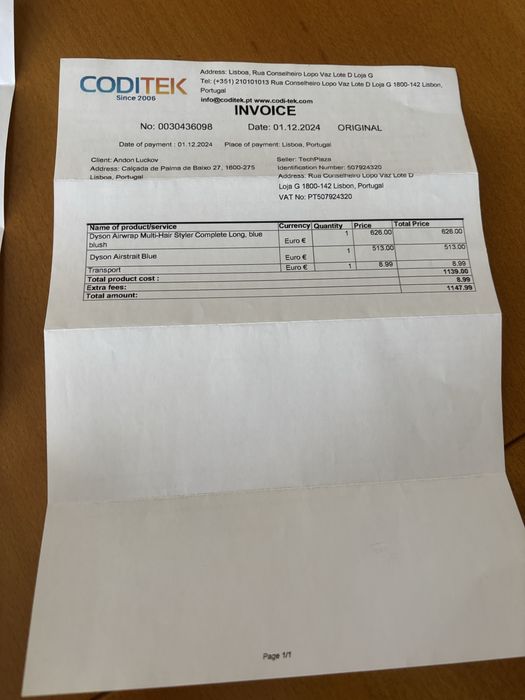 CODITEK
Since 2006
Address: Lisboa, Rua Conselheiro Lopo Vaz Lote D Loja G
Tel: (+351) 210101013 Rua Conselheiro Lopo Vaz Lote D Loja G 1800-142 Lisbon,
Portugal
info@coditek.pt www.codi-tek.com
INVOICE
No: 0030436098 Date: 01.12.2024 ORIGINAL
Date of payment : 01.12.2024 Place of payment: Lisboa, Portugal
Client: Andon Luckov
Address: Calçada de Palma de Baixo 27, 1600-275
Lisboa, Portugal
Seller: TechPlaza
Identification Number: 507924320
Address: Rua Conselheiro Lopo Vaz Lote D
Loja G 1800-142 Lisbon, Portugal
VAT No: PT507924320
Name of product/service Currency Quantity Price Total Price
Dyson Airwrap Multi-Hair Styler Complete Long, blue
blush Euro € 1 626.00 626.00
Dyson Airstrait Blue Euro € 1 513.00 513.00
Transport Euro € 1 8.99 8.99
Total product cost : 1139.00
Extra fees: 8.99
Total amount: 1147.99
Page 1/1